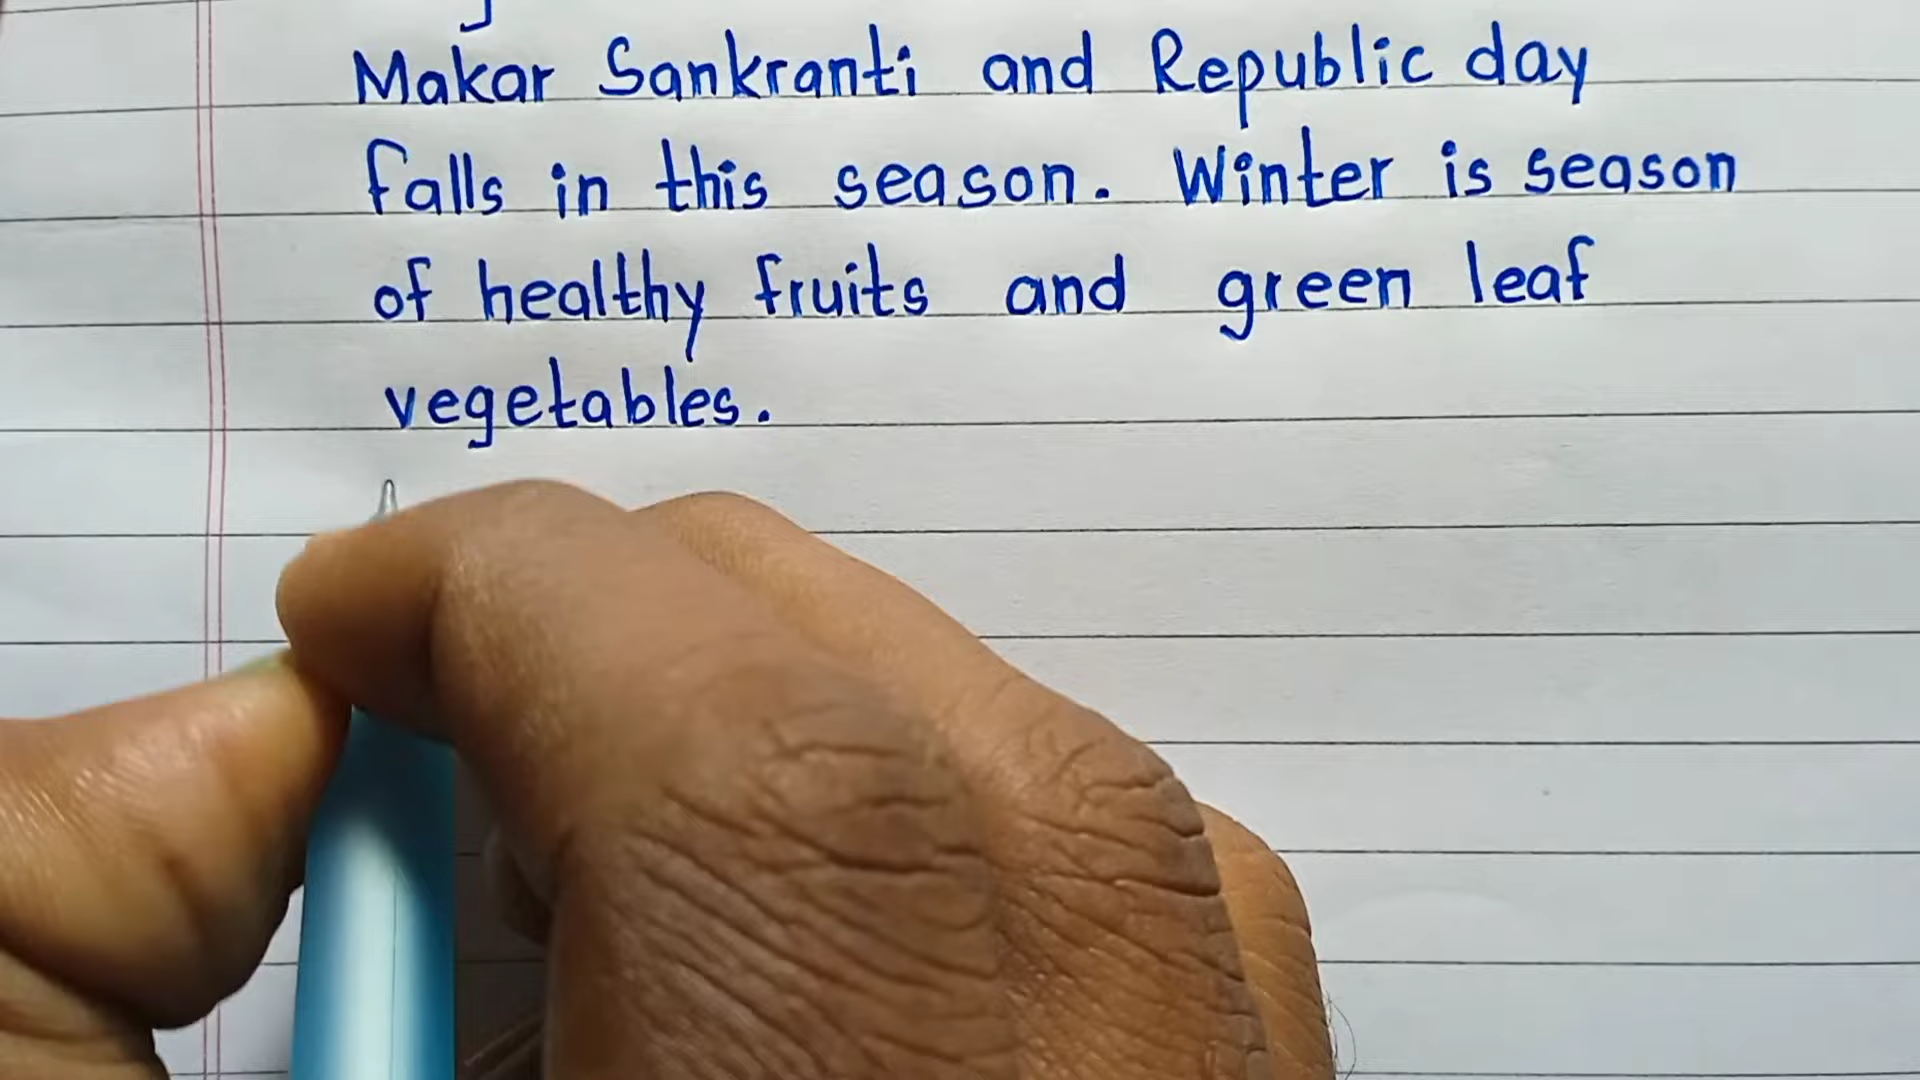 Makar Sankranti and Republic day
falls in this season. Winter is season
of healthy fruits and green leaf
vegetables.